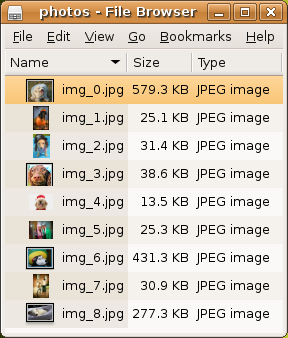 photos - File Browser
File Edit View Go Bookmarks Help
Name Size Type
img_0.jpg 579.3 KB JPEG image
img_1.jpg 25.1 KB JPEG image
img_2.jpg 31.4 KB JPEG image
img_3.jpg 38.6 KB JPEG image
img_4.jpg 13.5 KB JPEG image
img_5.jpg 25.3 KB JPEG image
img_6.jpg 431.3 KB JPEG image
img_7.jpg 30.9 KB JPEG image
img_8.jpg 277.3 KB JPEG image